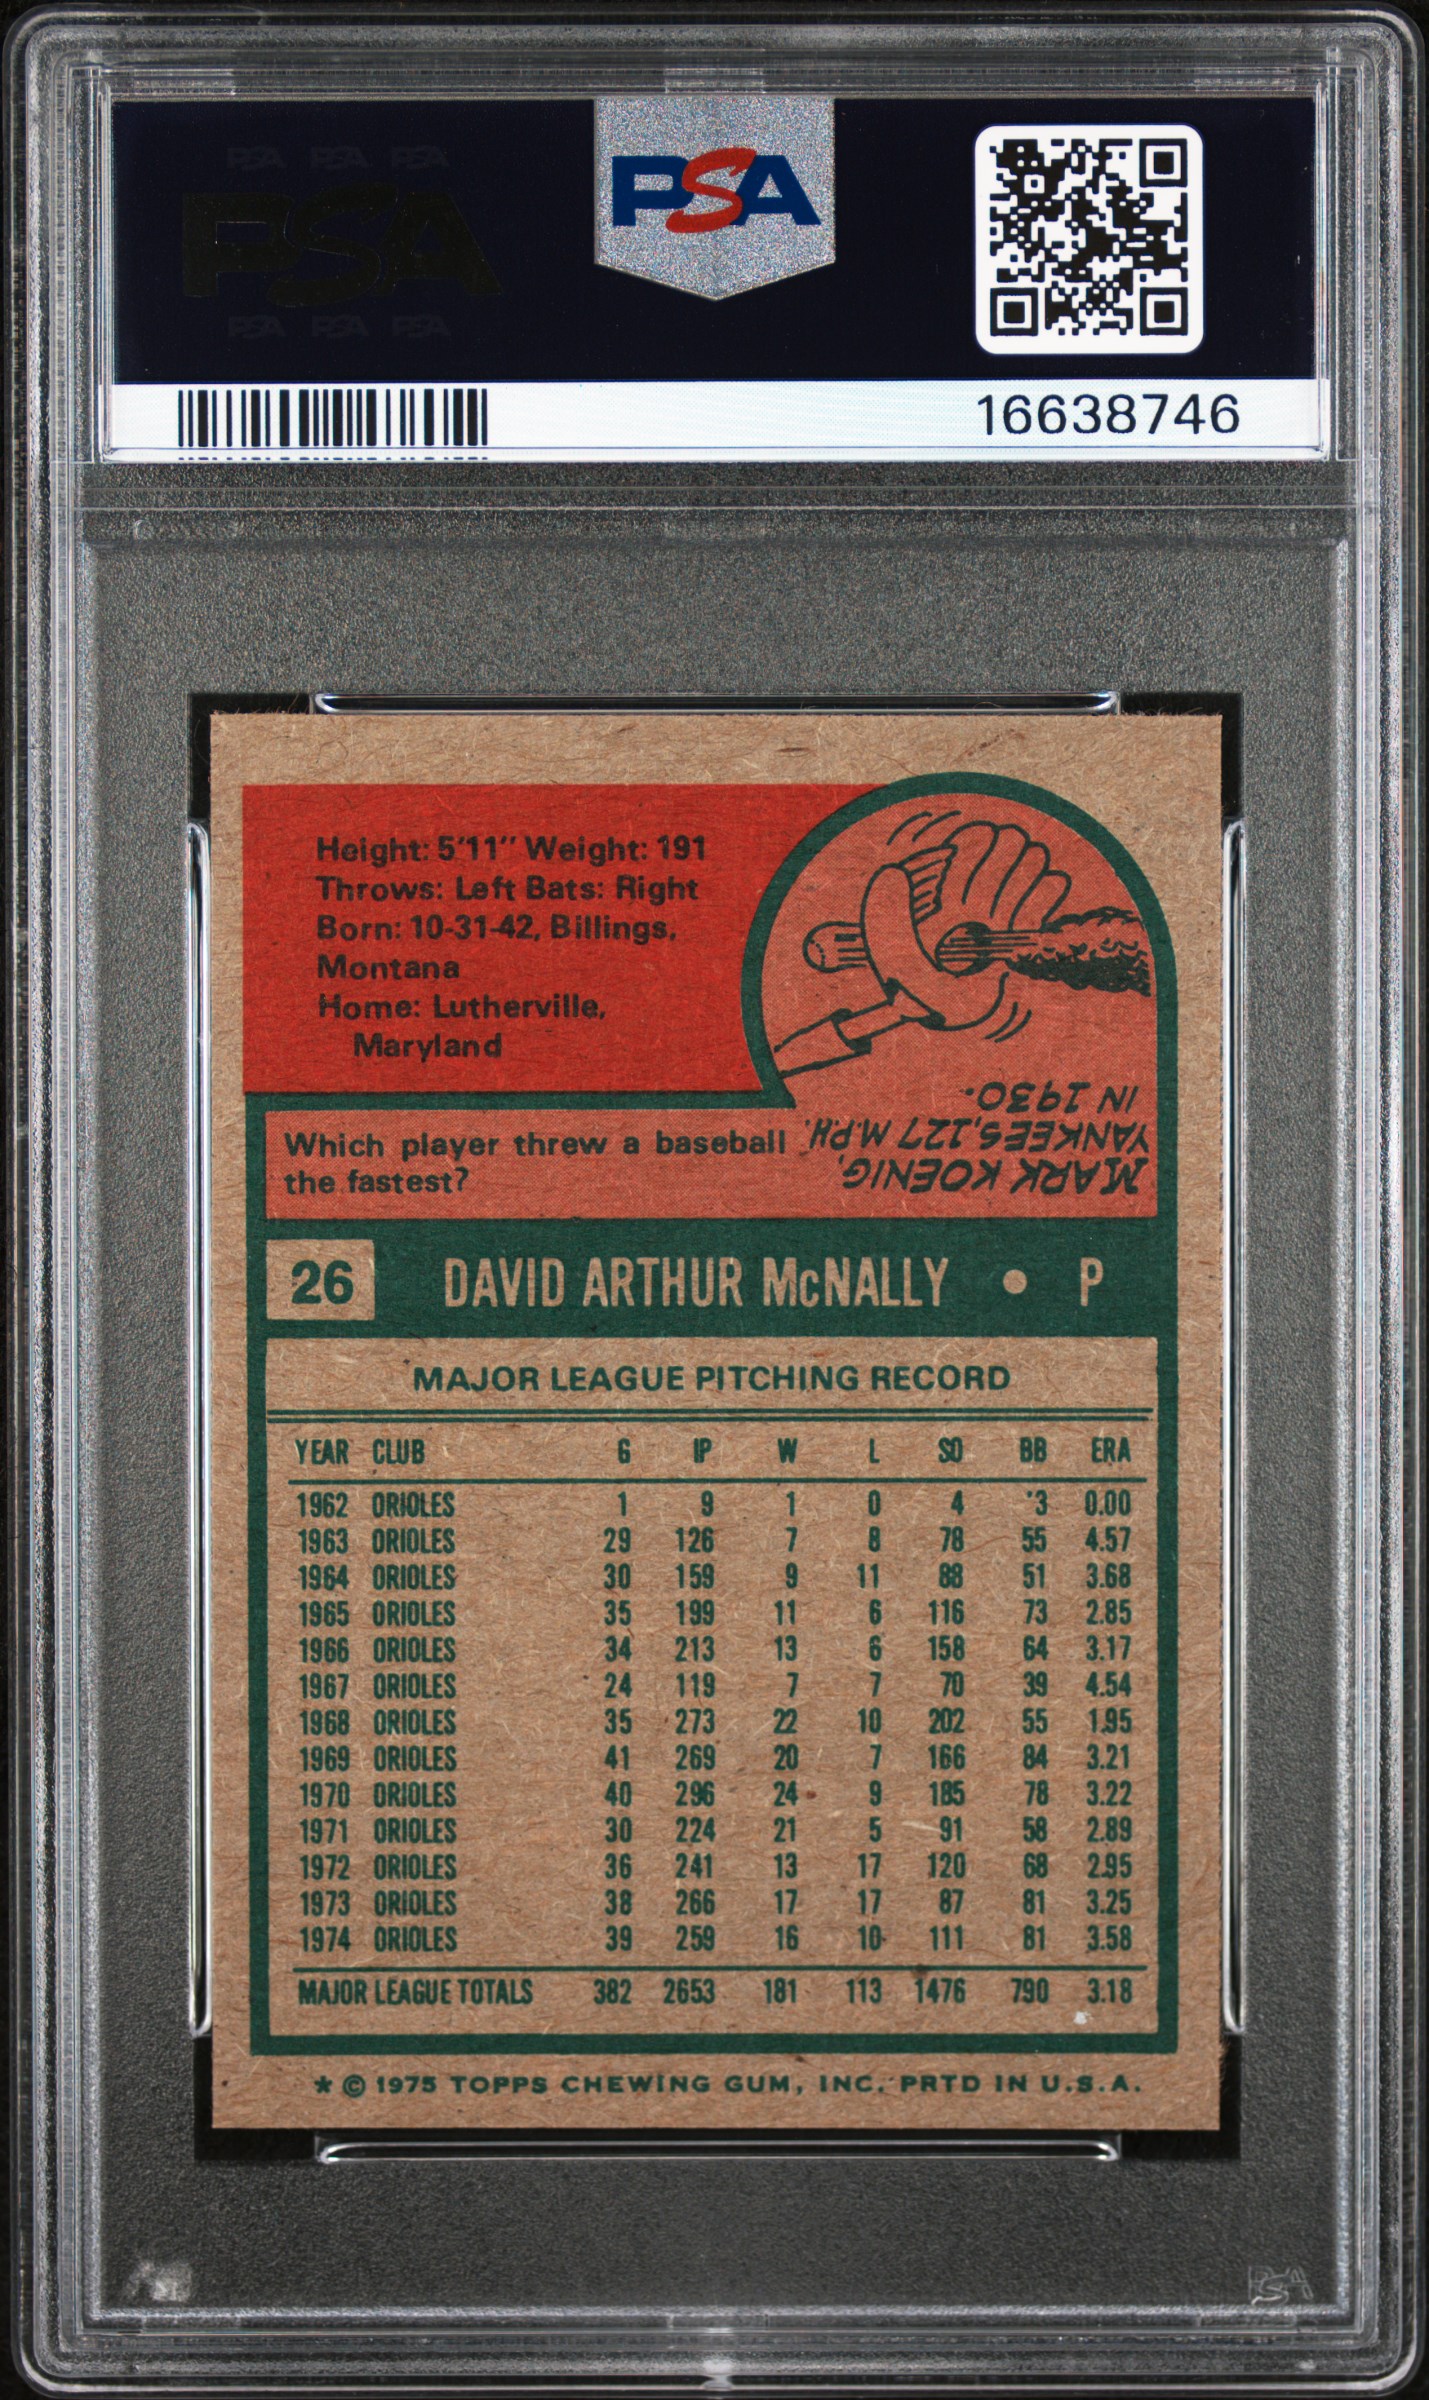 PSA PSA PSA
PSA
PSA PSA PSA
PSA
16638746
Height: 5'11" Weight: 191
Throws: Left Bats: Right
Born: 10-31-42, Billings,
Montana
Home: Lutherville,
Maryland
Which player threw a baseball
the fastest?
MARK KOENIG,
YANKEES, 127 M.P.H.
IN 1930.
26 DAVID ARTHUR McNALLY • P
MAJOR LEAGUE PITCHING RECORD
YEAR CLUB G IP W L SO BB ERA
1962 ORIOLES 1 9 1 0 4 3 0.00
1963 ORIOLES 29 126 7 8 78 55 4.57
1964 ORIOLES 30 159 9 11 88 51 3.68
1965 ORIOLES 35 199 11 6 116 73 2.85
1966 ORIOLES 34 213 13 6 158 64 3.17
1967 ORIOLES 24 119 7 7 70 39 4.54
1968 ORIOLES 35 273 22 10 202 55 1.95
1969 ORIOLES 41 269 20 7 166 84 3.21
1970 ORIOLES 40 296 24 9 185 78 3.22
1971 ORIOLES 30 224 21 5 91 58 2.89
1972 ORIOLES 36 241 13 17 120 68 2.95
1973 ORIOLES 38 266 17 17 87 81 3.25
1974 ORIOLES 39 259 16 10 111 81 3.58
MAJOR LEAGUE TOTALS 382 2653 181 113 1476 790 3.18
* © 1975 TOPPS CHEWING GUM, INC. PRTD IN U.S.A.
PSA